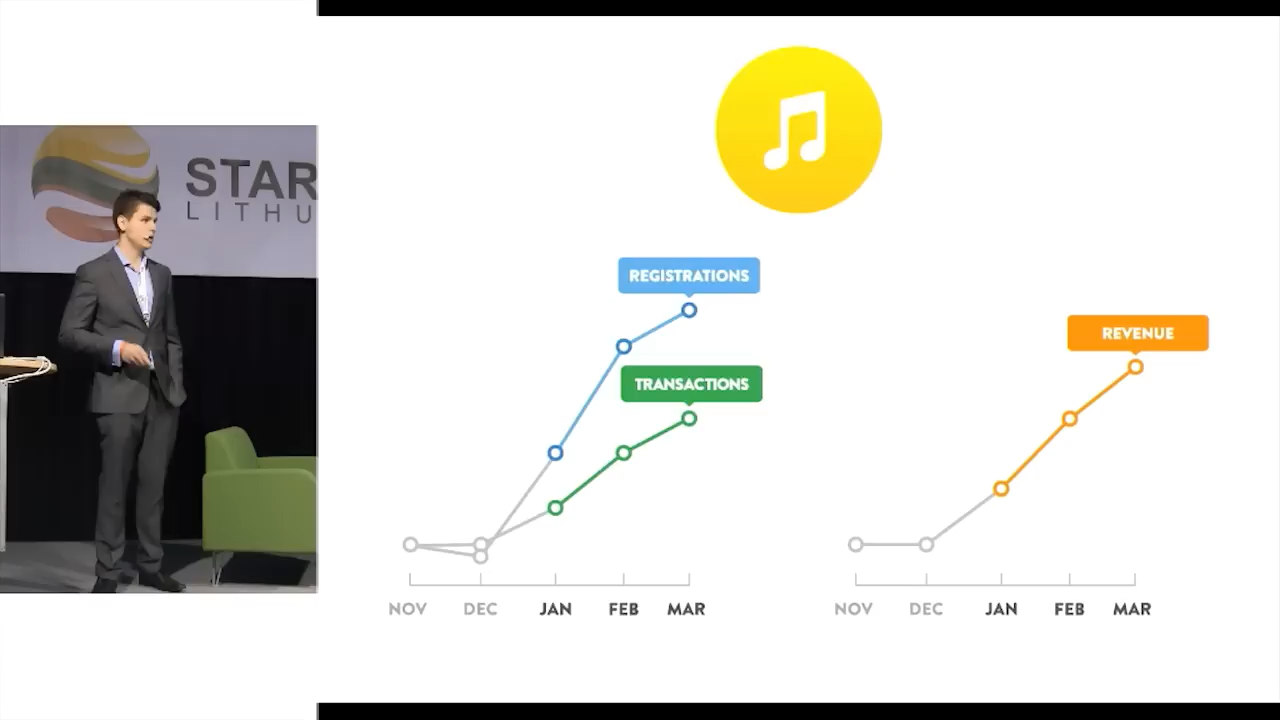 STAR
LITHU
REGISTRATIONS
TRANSACTIONS
NOV DEC JAN FEB MAR
REVENUE
NOV DEC JAN FEB MAR